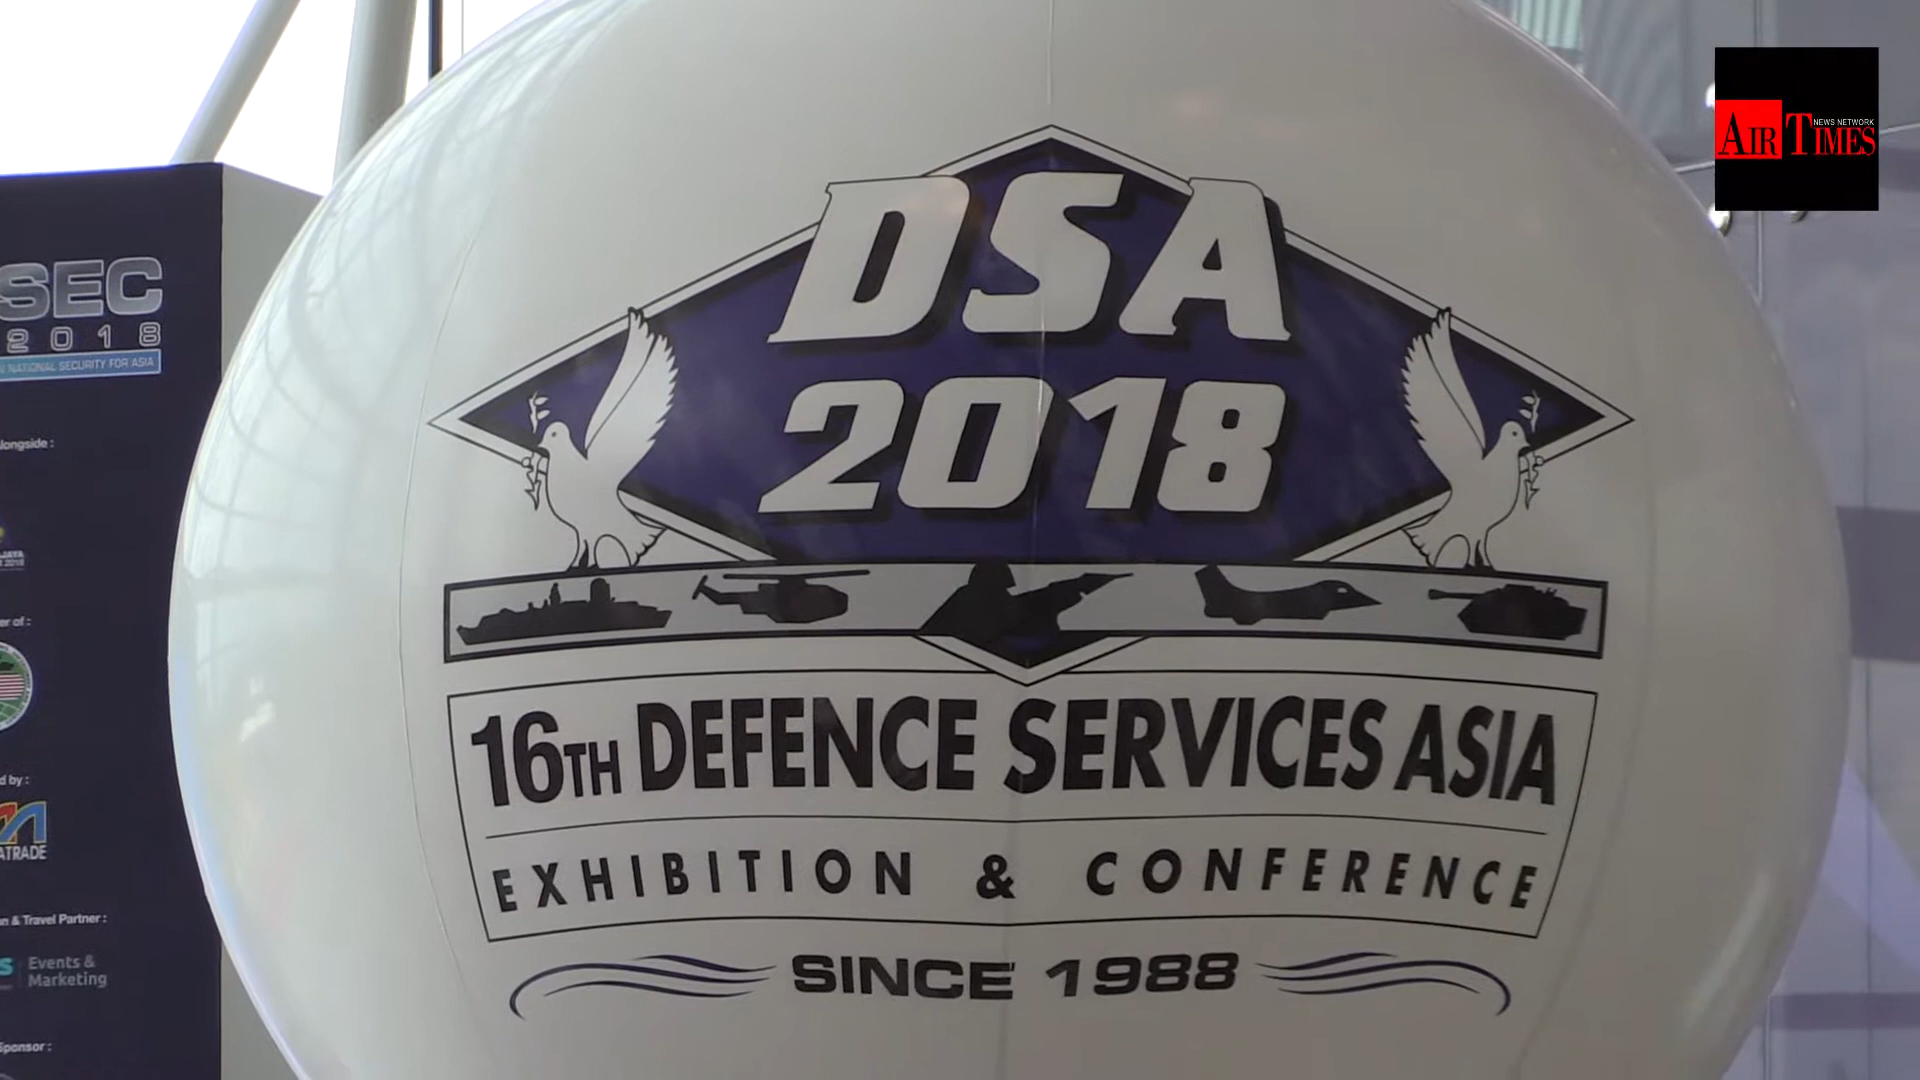 DSA
2018
16TH DEFENCE SERVICES ASIA
EXHIBITION & CONFERENCE
SINCE 1988
AIR TIMES
NEWS NETWORK
SEC
2018
NATIONAL SECURITY FOR ASIA
longside :
er of :
d by :
ATRADE
n & Travel Partner :
S
Events &
Marketing
Sponsor :